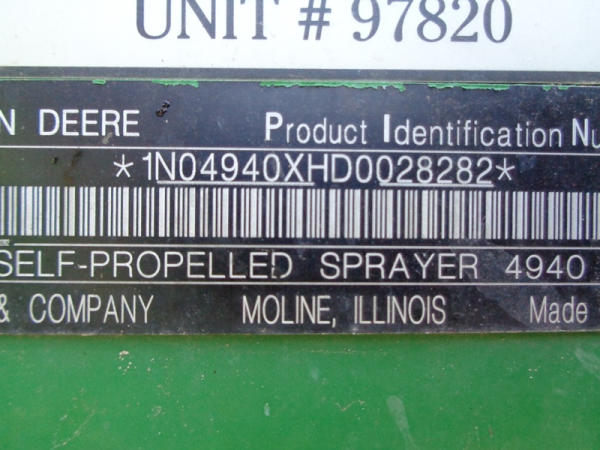 UNIT # 97820
N DEERE Product Identification Nu
*1N04940XHD0028282*
SELF-PROPELLED SPRAYER 4940
& COMPANY MOLINE, ILLINOIS Made